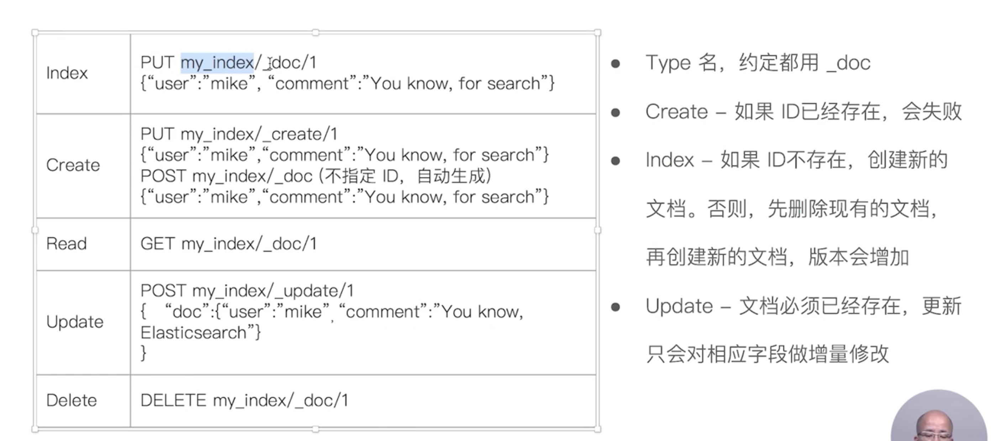 Index
PUT my_index/_doc/1
{“user”:”mike”, “comment”:”You know, for search”}
Create
PUT my_index/_create/1
{“user”:”mike”,“comment”:”You know, for search”}
POST my_index/_doc (不指定 ID，自动生成)
{“user”:”mike”,“comment”:”You know, for search”}
Read
GET my_index/_doc/1
Update
POST my_index/_update/1
{ “doc”:{“user”:”mike”, “comment”:”You know,
Elasticsearch”}
}
Delete
DELETE my_index/_doc/1
● Type 名，约定都用 _doc
● Create – 如果 ID已经存在，会失败
● Index – 如果 ID不存在，创建新的
文档。否则，先删除现有的文档，
再创建新的文档，版本会增加
● Update – 文档必须已经存在，更新
只会对相应字段做增量修改